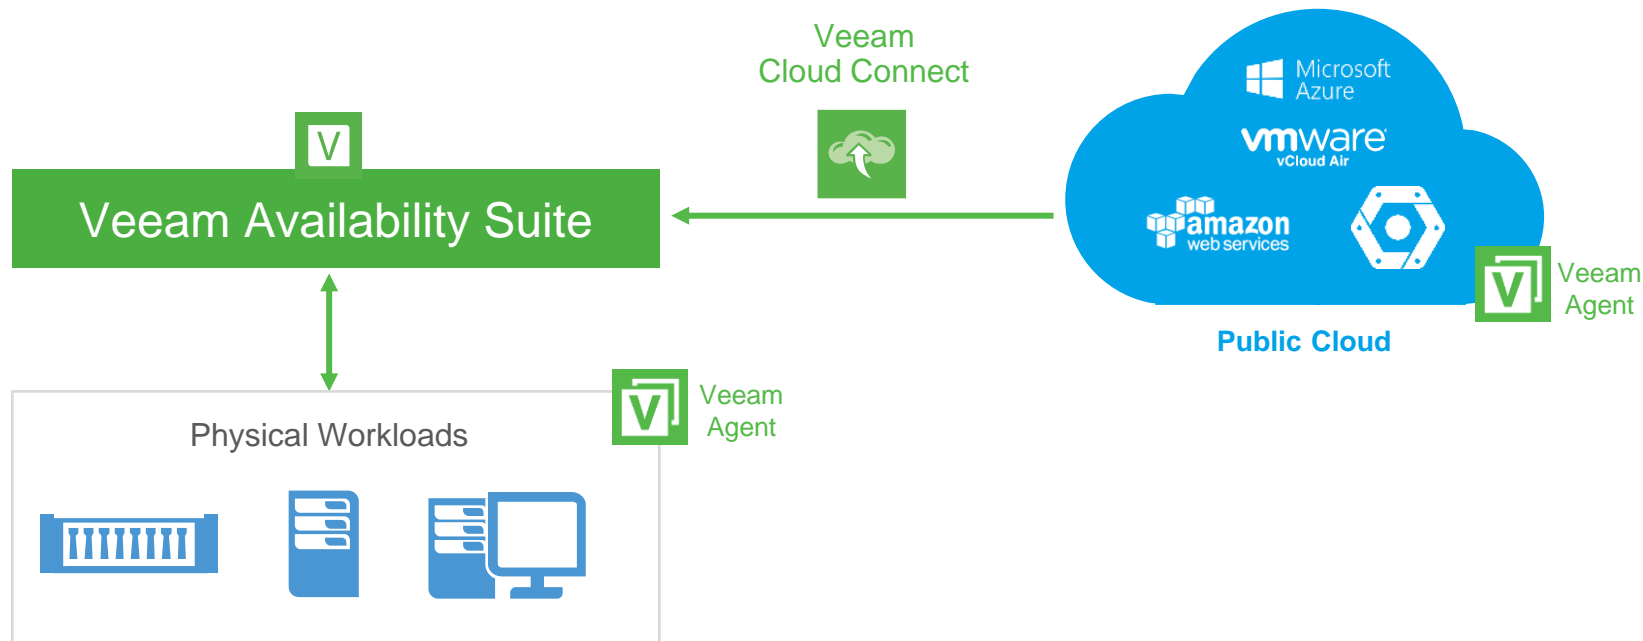 Veeam
Cloud Connect
Microsoft
Azure
vmware
vCloud Air
V
Veeam Availability Suite
amazon
web services
V
Veeam
Agent
Public Cloud
V
Veeam
Agent
Physical Workloads